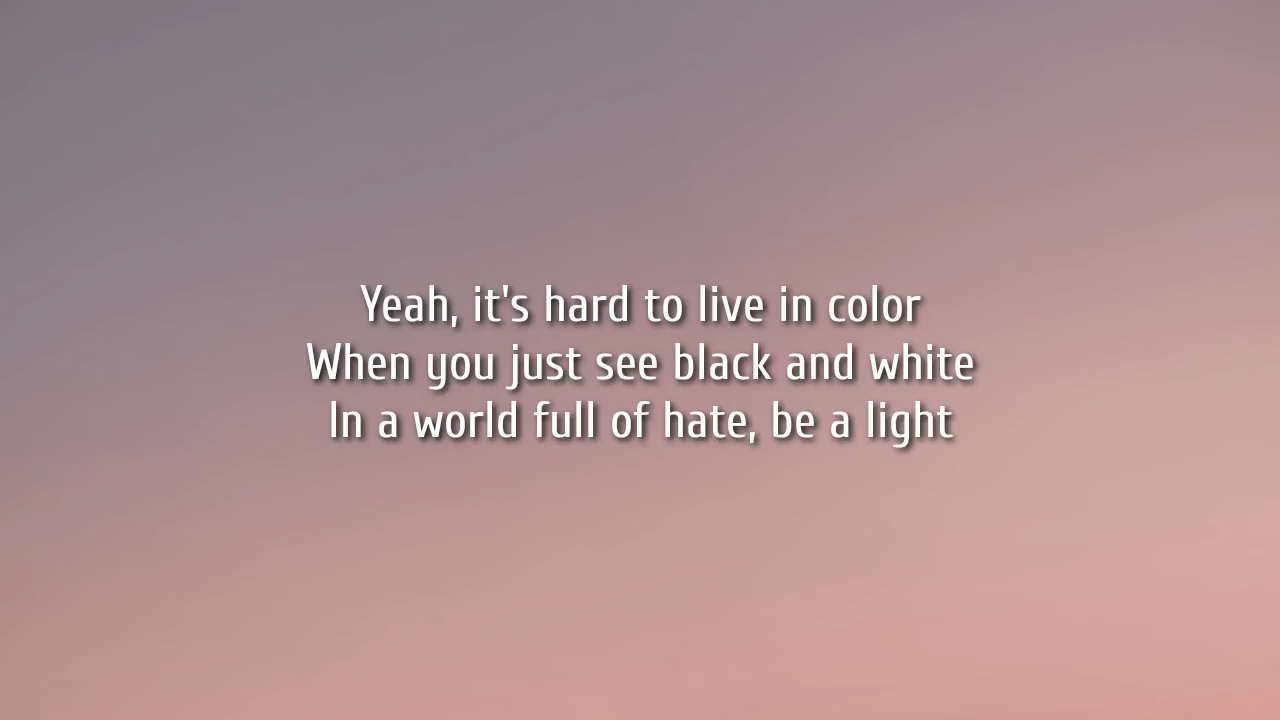 Yeah, it's hard to live in color
When you just see black and white
In a world full of hate, be a light